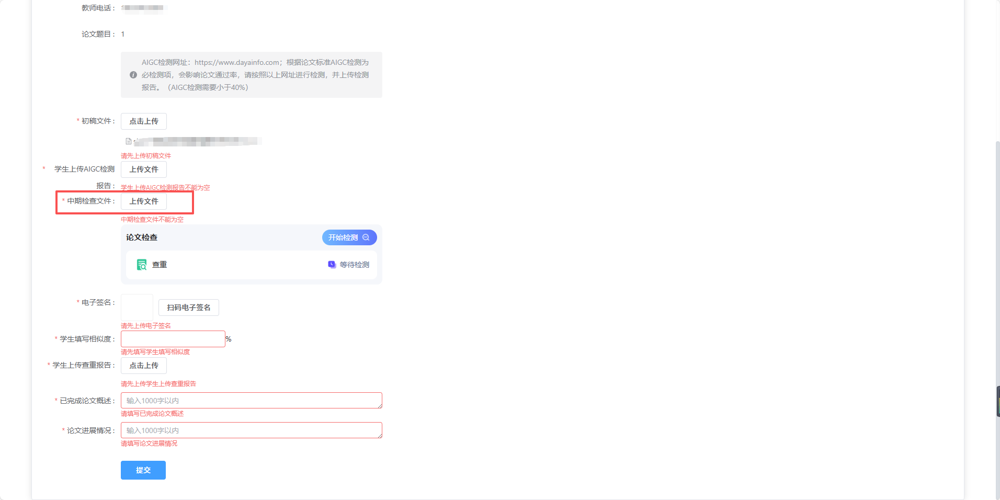 教师电话：
论文题目： 1
AIGC检测网址：https://www.dayainfo.com；根据论文标准AIGC检测为
必检测项，会影响论文通过率，请按照以上网址进行检测，并上传检测
报告。（AIGC检测需要小于40%）
* 初稿文件： 点击上传
请先上传初稿文件
* 学生上传AIGC检测 上传文件
报告： 学生上传AIGC检测报告不能为空
* 中期检查文件： 上传文件
中期检查文件不能为空
论文检查 开始检测
查重 等待检测
* 电子签名： 扫码电子签名
请先上传电子签名
* 学生填写相似度： %
请先填写学生填写相似度
* 学生上传查重报告： 点击上传
请先上传学生上传查重报告
* 已完成论文概述： 输入1000字以内
请填写已完成论文概述
* 论文进展情况： 输入1000字以内
请填写论文进展情况
提交